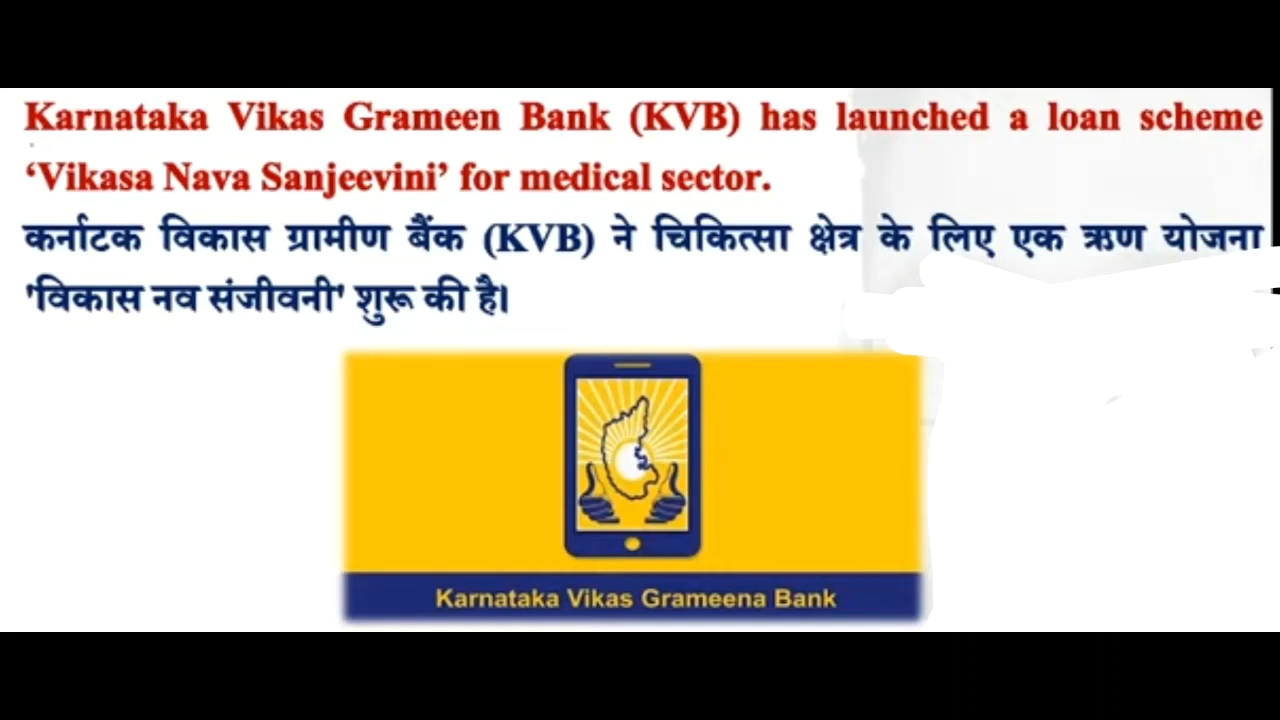 Karnataka Vikas Grameen Bank (KVB) has launched a loan scheme
‘Vikasa Nava Sanjeevini’ for medical sector.
कर्नाटक विकास ग्रामीण बैंक (KVB) ने चिकित्सा क्षेत्र के लिए एक ऋण योजना
'विकास नव संजीवनी' शुरू की है।
Karnataka Vikas Grameena Bank